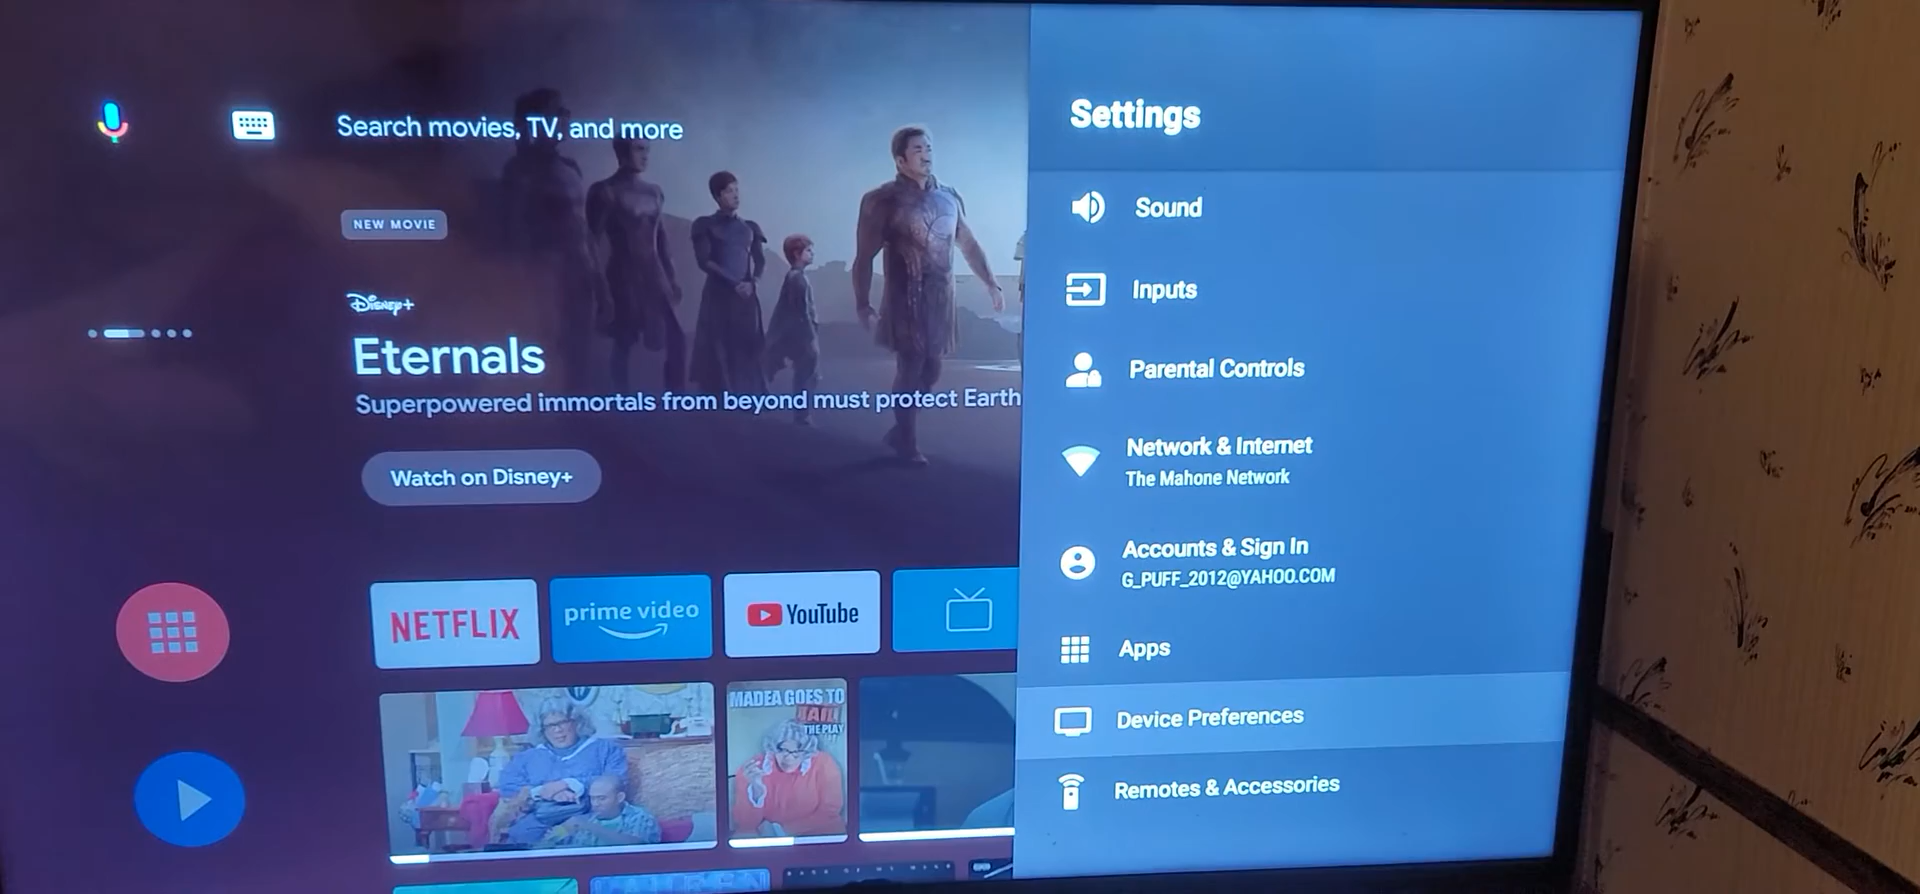 Search movies, TV, and more
NEW MOVIE
Disney+
Eternals
Superpowered immortals from beyond must protect Earth
Watch on Disney+
NETFLIX
prime video
YouTube
MADEA GOES TO
JAIL
THE PLAY
Settings
Sound
Inputs
Parental Controls
Network & Internet
The Mahone Network
Accounts & Sign In
G_PUFF_2012@YAHOO.COM
Apps
Device Preferences
Remotes & Accessories